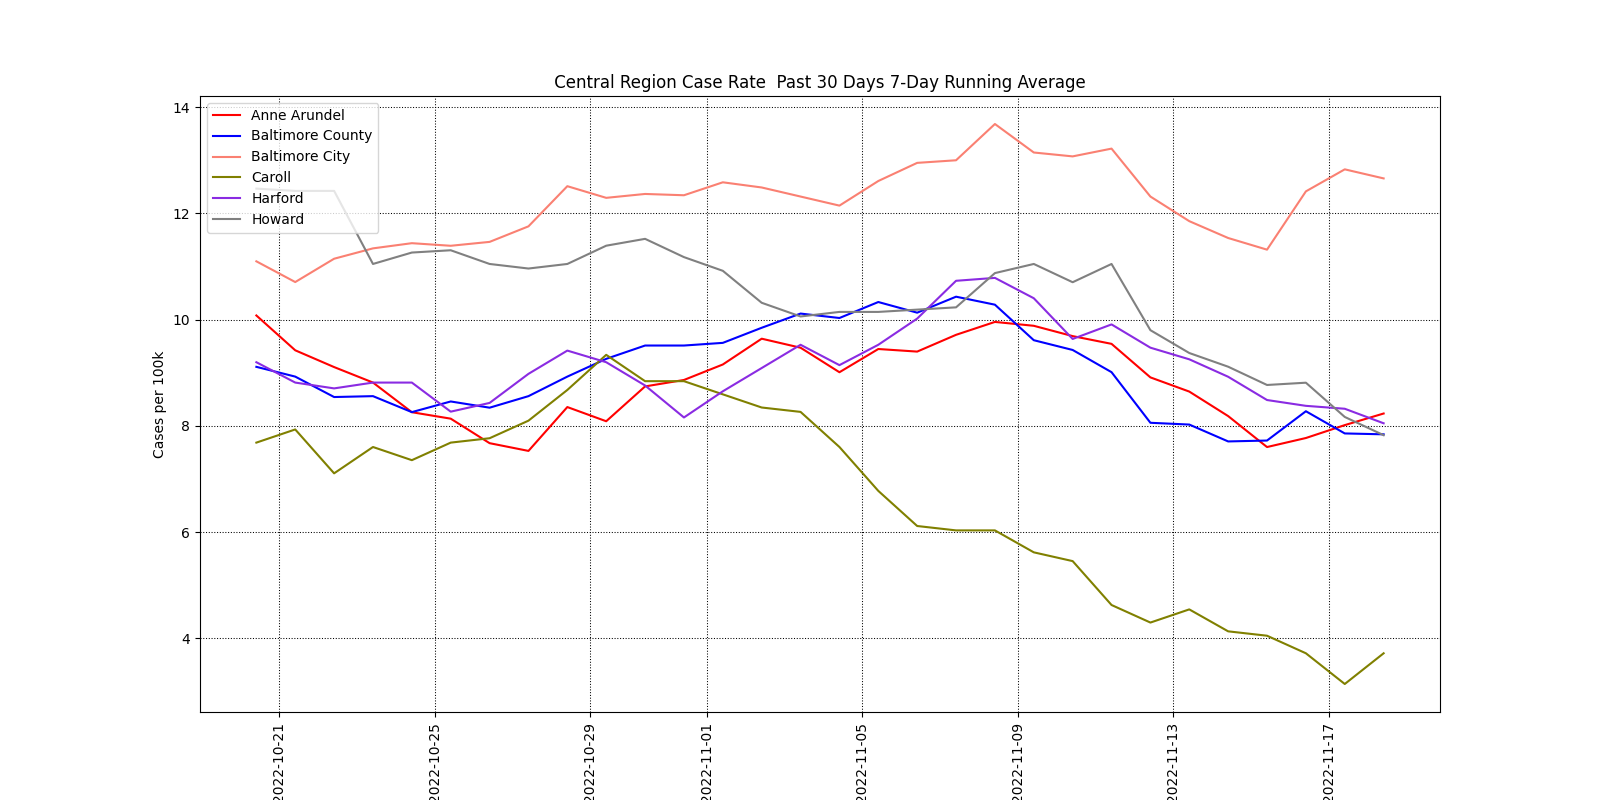 Central Region Case Rate  Past 30 Days 7-Day Running Average
Anne Arundel
Baltimore County
Baltimore City
Caroll
Harford
Howard
Cases per 100k
14
12
10
8
6
4
2022-10-21
2022-10-25
2022-10-29
2022-11-01
2022-11-05
2022-11-09
2022-11-13
2022-11-17